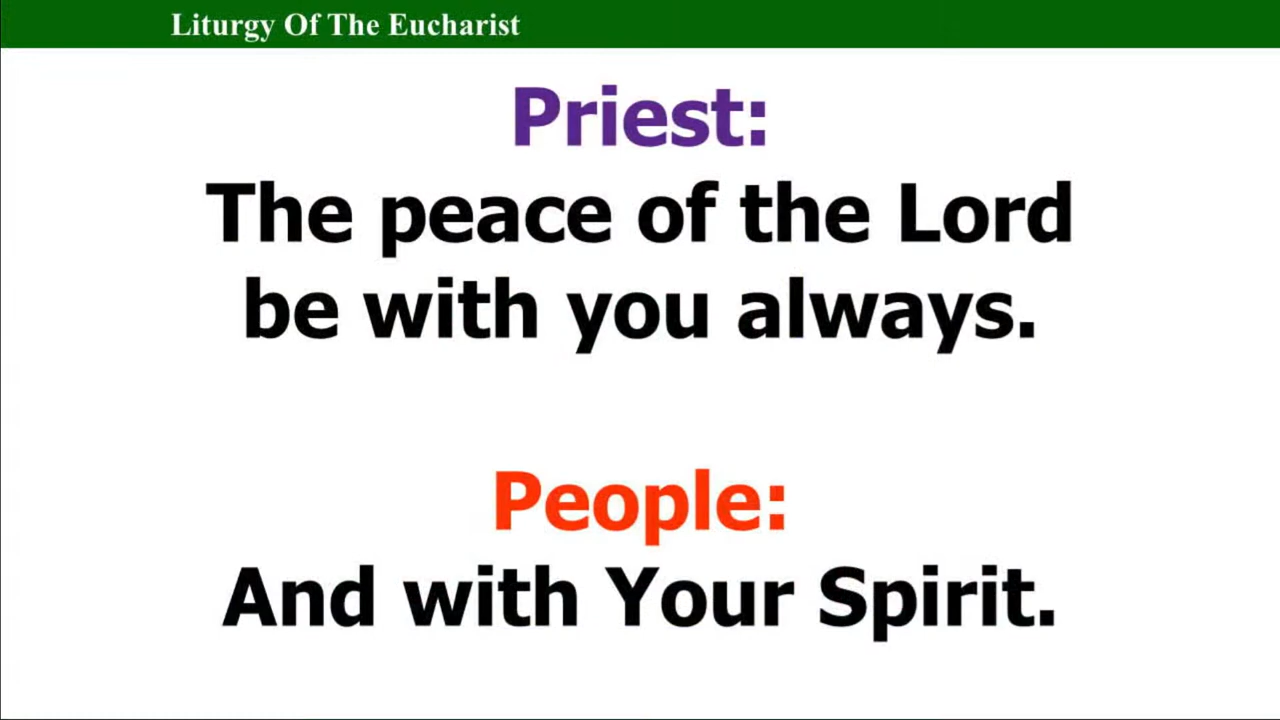 Liturgy Of The Eucharist
Priest:
The peace of the Lord
be with you always.
People:
And with Your Spirit.